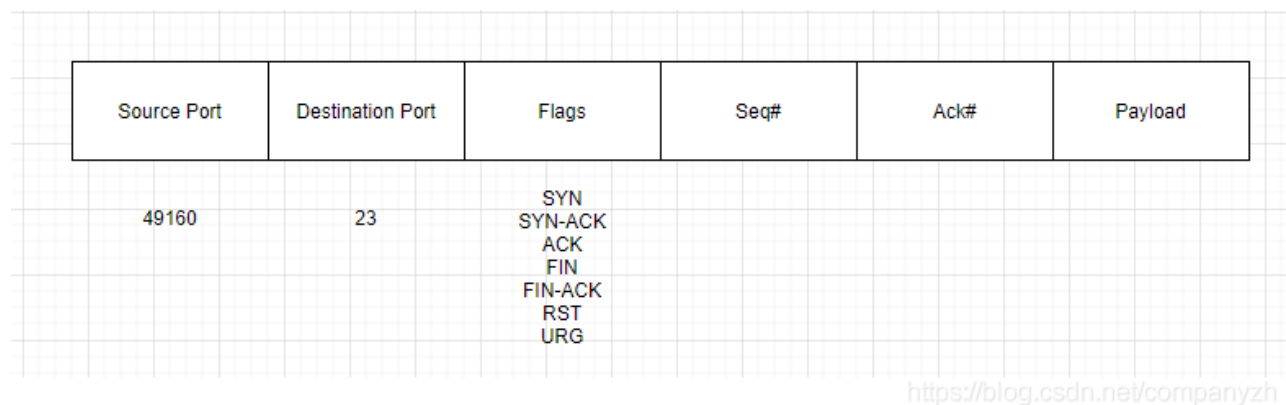 Source Port Destination Port Flags Seq# Ack# Payload
49160 23 SYN
SYN-ACK
ACK
FIN
FIN-ACK
RST
URG
https://blog.csdn.net/companyzh